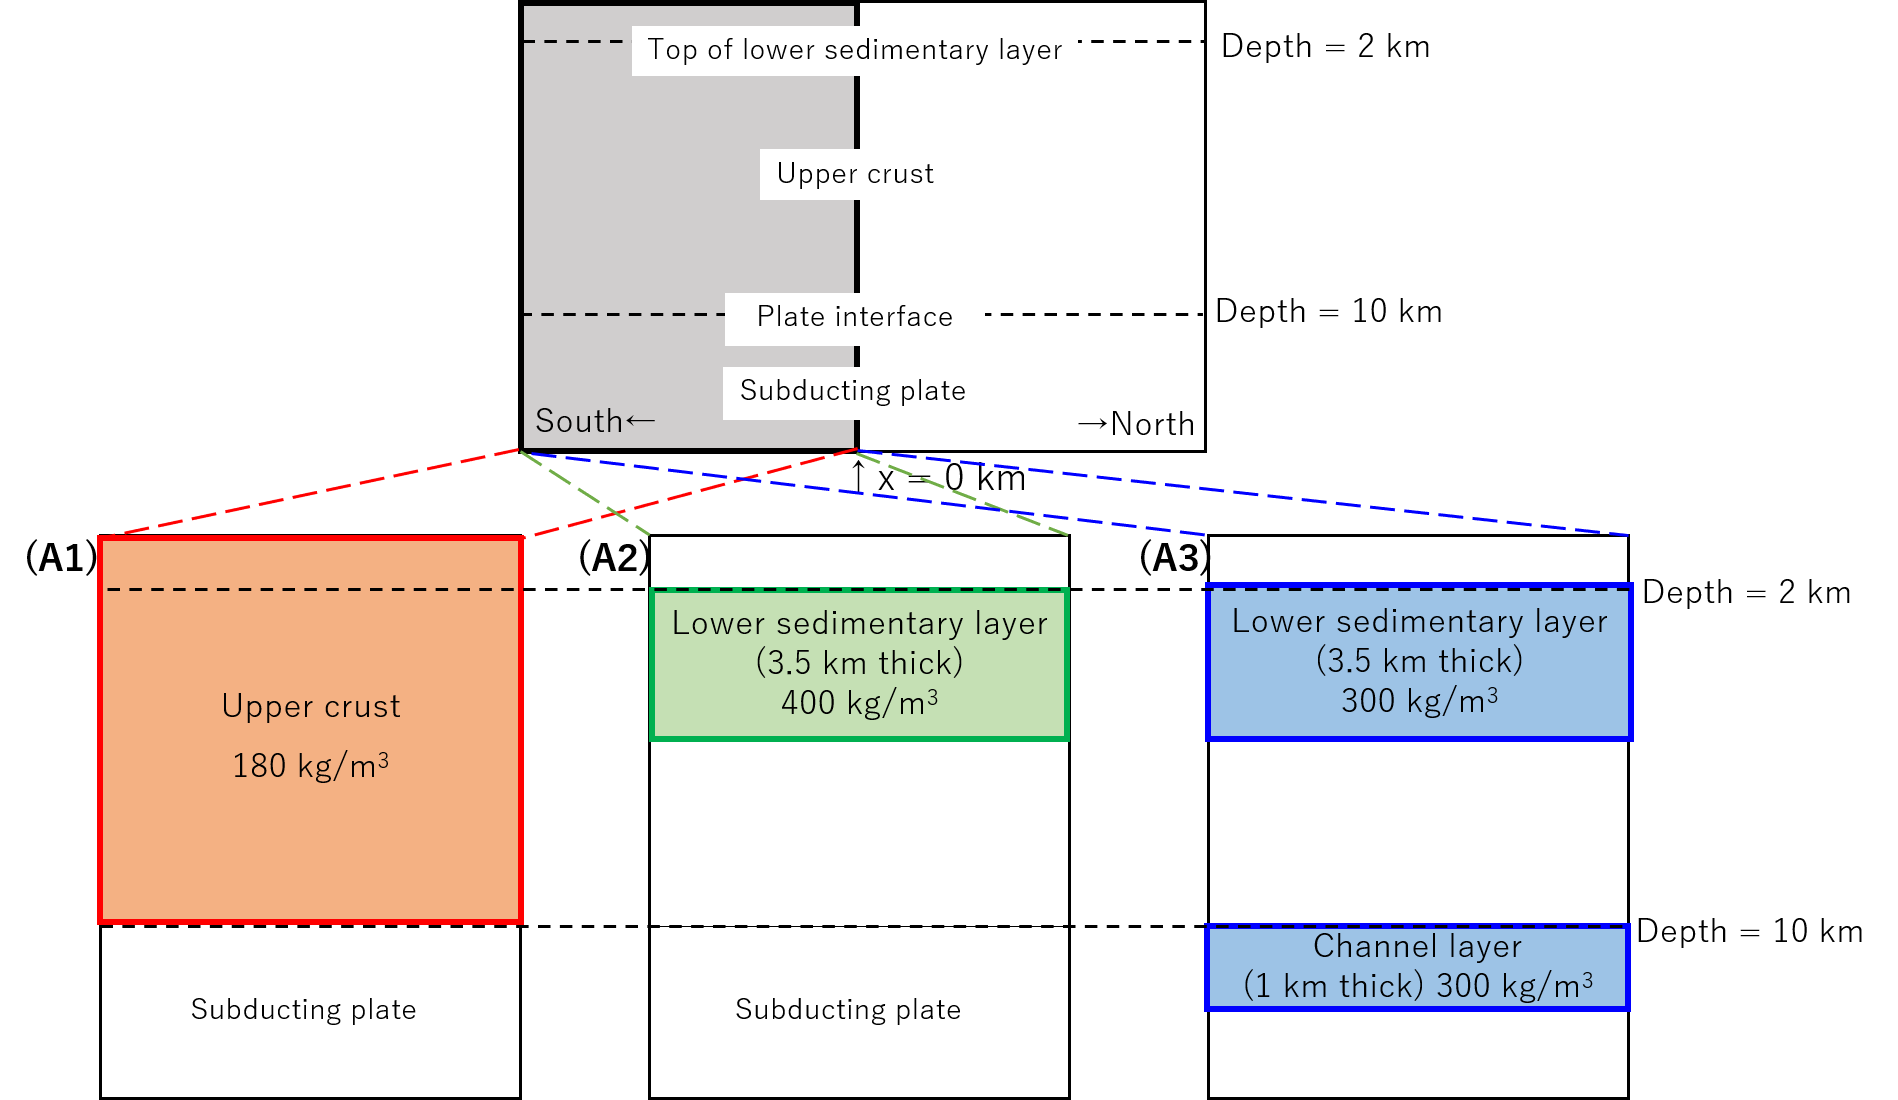 Top of lower sedimentary layer
Depth = 2 km
Upper crust
Plate interface
Depth = 10 km
Subducting plate
South←
→North
↑ x = 0 km
(A1)
(A2)
(A3)
Depth = 2 km
Upper crust
180 kg/m³
Lower sedimentary layer
(3.5 km thick)
400 kg/m³
Lower sedimentary layer
(3.5 km thick)
300 kg/m³
Depth = 10 km
Channel layer
(1 km thick) 300 kg/m³
Subducting plate
Subducting plate